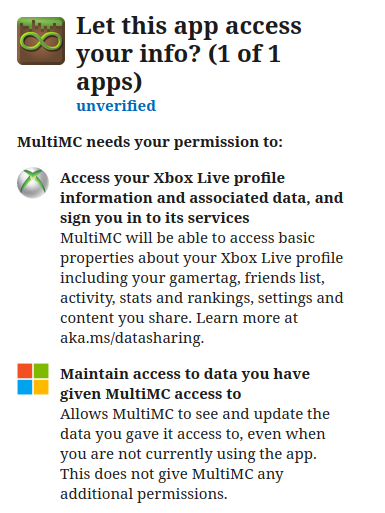 Let this app access
your info? (1 of 1
apps)
unverified
MultiMC needs your permission to:
Access your Xbox Live profile
information and associated data, and
sign you in to its services
MultiMC will be able to access basic
properties about your Xbox Live profile
including your gamertag, friends list,
activity, stats and rankings, settings and
content you share. Learn more at
aka.ms/datasharing.
Maintain access to data you have
given MultiMC access to
Allows MultiMC to see and update the
data you gave it access to, even when
you are not currently using the app.
This does not give MultiMC any
additional permissions.